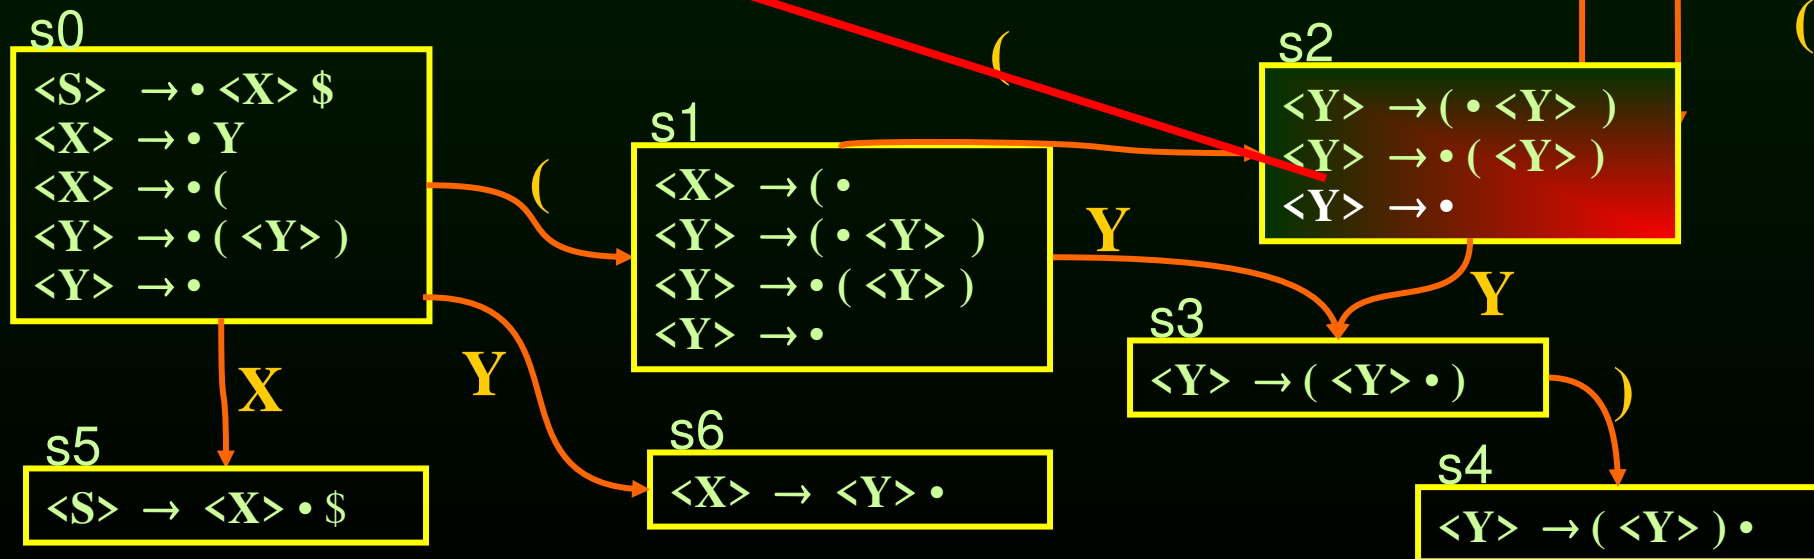 s0
<S> → • <X> $
<X> → • Y
<X> → • (
<Y> → • ( <Y> )
<Y> → •
(
X
Y
s1
<X> → ( •
<Y> → ( • <Y> )
<Y> → • ( <Y> )
<Y> → •
(
Y
s2
<Y> → ( • <Y> )
<Y> → • ( <Y> )
<Y> → •
(
Y
s3
<Y> → ( <Y> • )
)
s4
<Y> → ( <Y> ) •
s5
<S> → <X> • $
s6
<X> → <Y> •